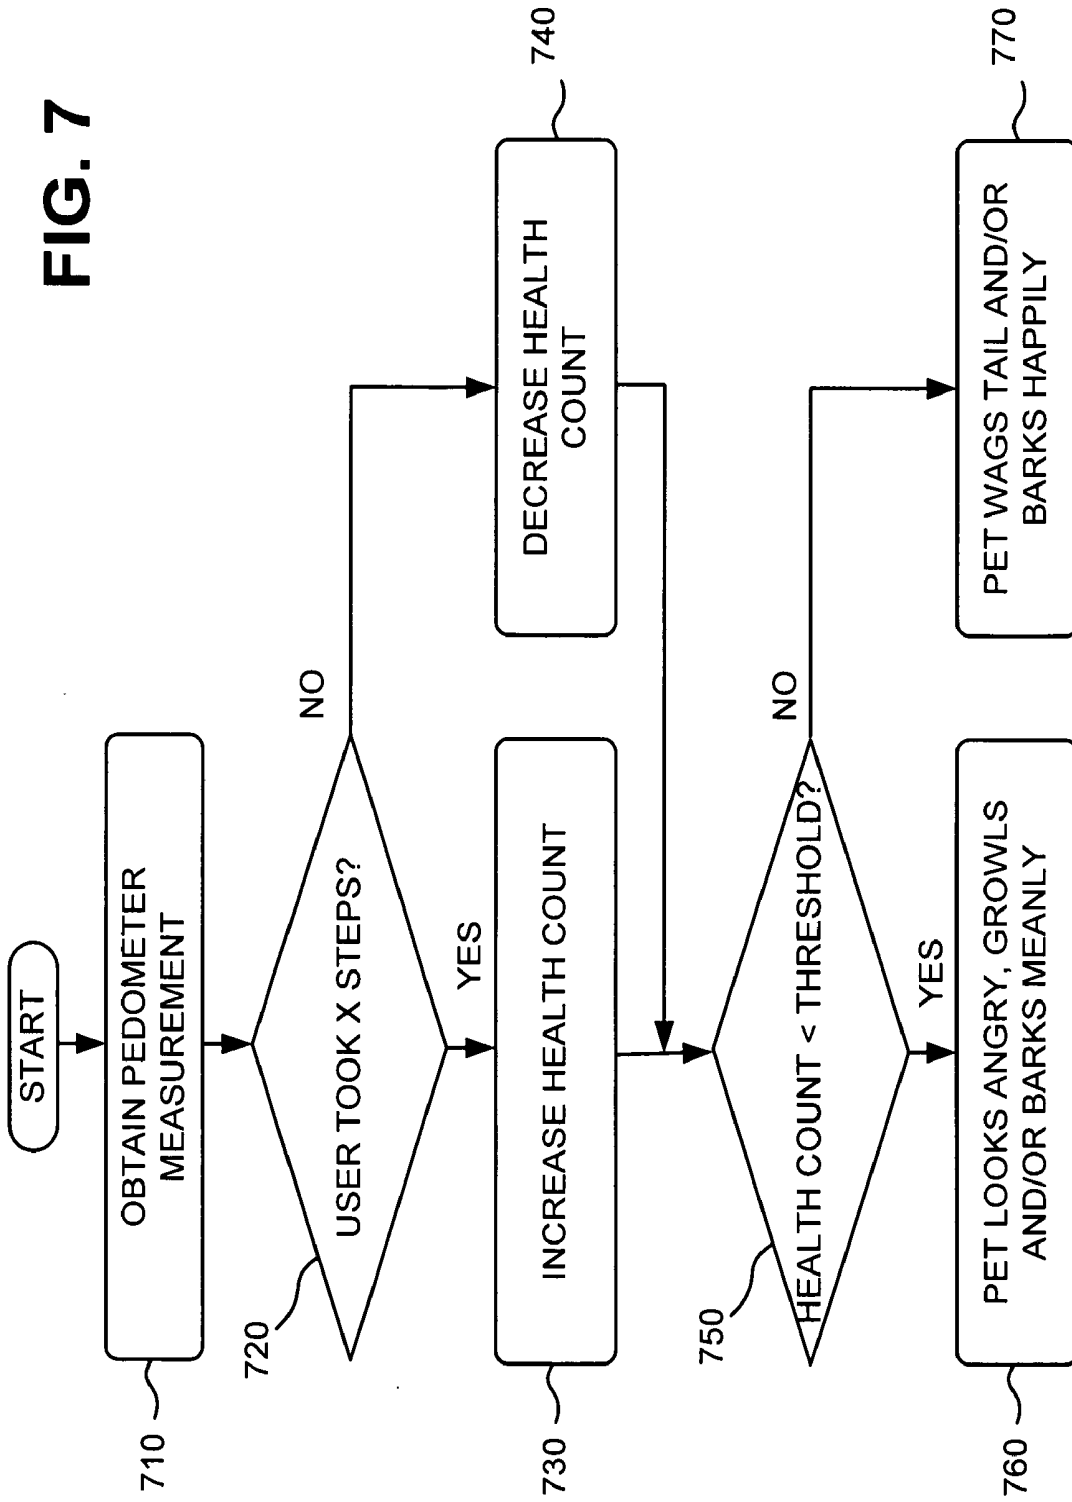 FIG. 7
START
OBTAIN PEDOMETER
MEASUREMENT
710
USER TOOK X STEPS?
720
NO
YES
INCREASE HEALTH COUNT
730
DECREASE HEALTH
COUNT
740
HEALTH COUNT < THRESHOLD?
750
NO
YES
PET LOOKS ANGRY, GROWLS
AND/OR BARKS MEANLY
760
PET WAGS TAIL AND/OR
BARKS HAPPILY
770